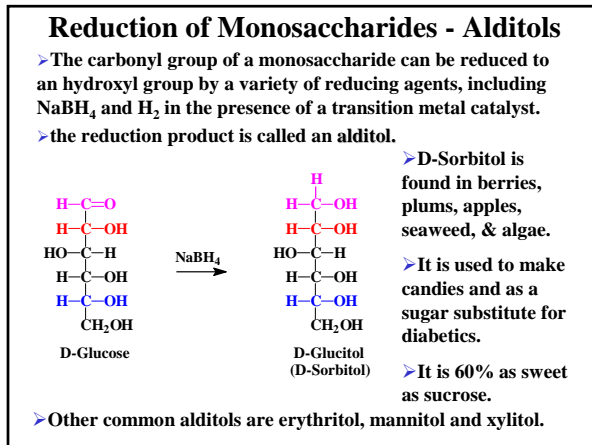 Reduction of Monosaccharides - Alditols
➢The carbonyl group of a monosaccharide can be reduced to
an hydroxyl group by a variety of reducing agents, including
NaBH₄ and H₂ in the presence of a transition metal catalyst.
➢the reduction product is called an alditol.
H−C=O
H−C−OH
HO−C−H
H−C−OH
H−C−OH
CH₂OH
D-Glucose
NaBH₄
H
H−C−OH
H−C−OH
HO−C−H
H−C−OH
H−C−OH
CH₂OH
D-Glucitol
(D-Sorbitol)
➢D-Sorbitol is
found in berries,
plums, apples,
seaweed, & algae.
➢It is used to make
candies and as a
sugar substitute for
diabetics.
➢It is 60% as sweet
as sucrose.
➢Other common alditols are erythritol, mannitol and xylitol.